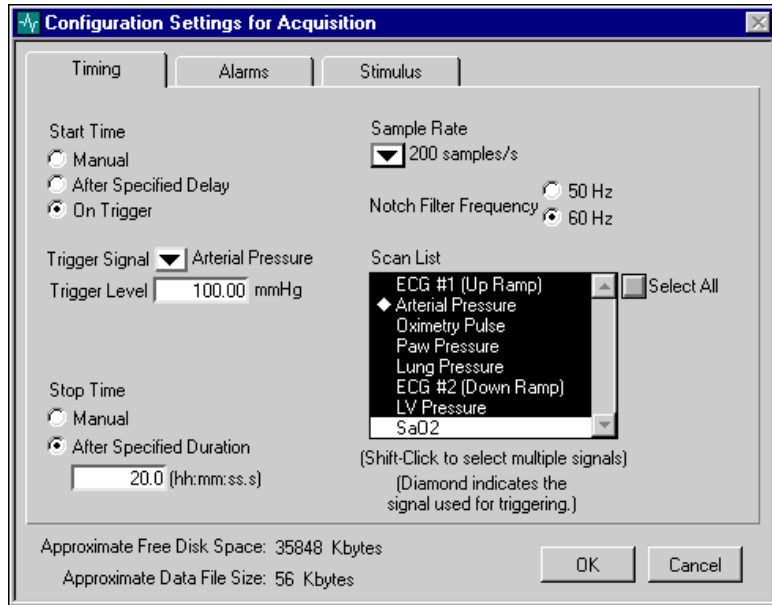 Configuration Settings for Acquisition
Timing
Alarms
Stimulus
Start Time
Manual
After Specified Delay
On Trigger
Trigger Signal Arterial Pressure
Trigger Level 100.00 mmHg
Stop Time
Manual
After Specified Duration
20.0 (hh:mm:ss.s)
Sample Rate
200 samples/s
Notch Filter Frequency
50 Hz
60 Hz
Scan List
ECG #1 (Up Ramp)
Arterial Pressure
Oximetry Pulse
Paw Pressure
Lung Pressure
ECG #2 (Down Ramp)
LV Pressure
SaO2
Select All
(Shift-Click to select multiple signals)
(Diamond indicates the
signal used for triggering.)
Approximate Free Disk Space: 35848 Kbytes
Approximate Data File Size: 56 Kbytes
OK
Cancel